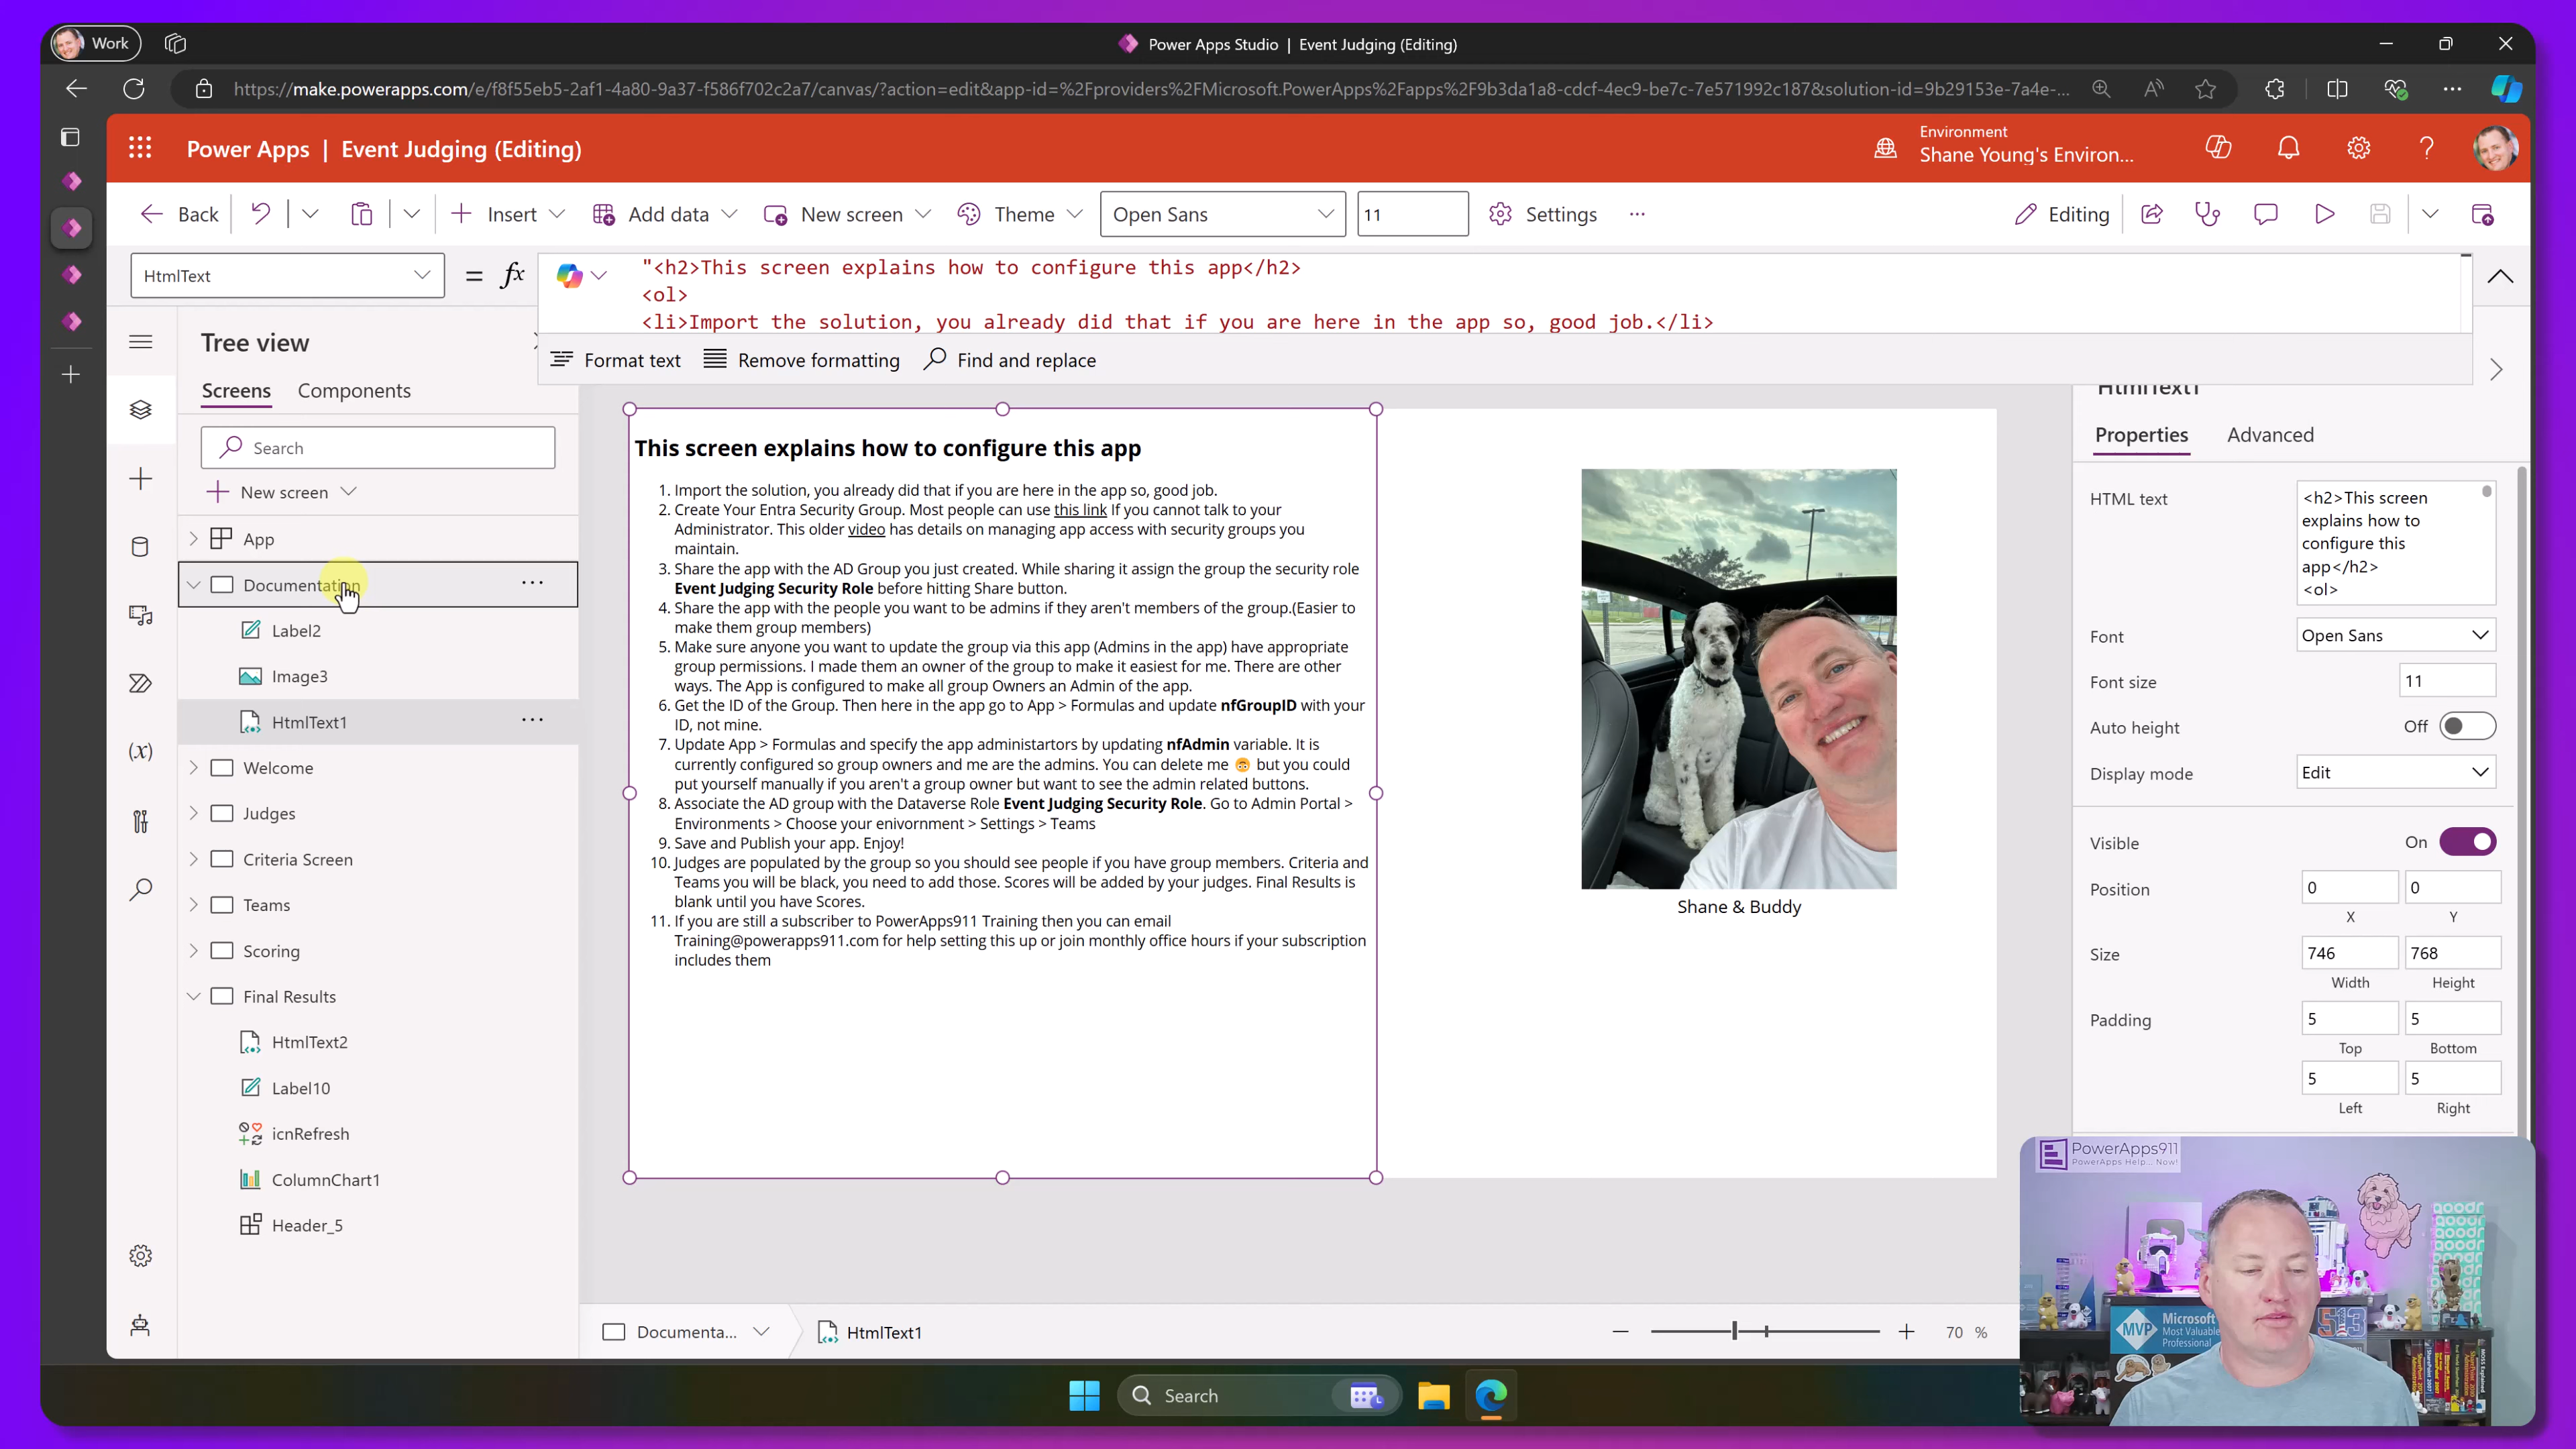 Work
Power Apps Studio | Event Judging (Editing)
https://make.powerapps.com/e/f8f55eb5-2af1-4a80-9a37-f586f702c2a7/canvas/?action=edit&app-id=%2Fproviders%2FMicrosoft.PowerApps%2Fapps%2F9b3da1a8-cdcf-4ec9-be7c-7e571992c187&solution-id=9b29153e-7a4e-...
Power Apps | Event Judging (Editing)
Environment
Shane Young's Environ...
Back
Insert
Add data
New screen
Theme
Open Sans
11
Settings
Editing
HtmlText
= fx
"<h2>This screen explains how to configure this app</h2>
<ol>
<li>Import the solution, you already did that if you are here in the app so, good job.</li>
Format text
Remove formatting
Find and replace
Tree view
Screens
Components
Search
New screen
App
Documentation
Label2
Image3
HtmlText1
Welcome
Judges
Criteria Screen
Teams
Scoring
Final Results
HtmlText2
Label10
icnRefresh
ColumnChart1
Header_5
This screen explains how to configure this app
1. Import the solution, you already did that if you are here in the app so, good job.
2. Create Your Entra Security Group. Most people can use this link If you cannot talk to your
Administrator. This older video has details on managing app access with security groups you
maintain.
3. Share the app with the AD Group you just created. While sharing it assign the group the security role
Event Judging Security Role before hitting Share button.
4. Share the app with the people you want to be admins if they aren't members of the group.(Easier to
make them group members)
5. Make sure anyone you want to update the group via this app (Admins in the app) have appropriate
group permissions. I made them an owner of the group to make it easiest for me. There are other
ways. The App is configured to make all group Owners an Admin of the app.
6. Get the ID of the Group. Then here in the app go to App > Formulas and update nfGroupID with your
ID, not mine.
7. Update App > Formulas and specify the app administartors by updating nfAdmin variable. It is
currently configured so group owners and me are the admins. You can delete me 🤕 but you could
put yourself manually if you aren't a group owner but want to see the admin related buttons.
8. Associate the AD group with the Dataverse Role Event Judging Security Role. Go to Admin Portal >
Environments > Choose your enivornment > Settings > Teams
9. Save and Publish your app. Enjoy!
10. Judges are populated by the group so you should see people if you have group members. Criteria and
Teams you will be black, you need to add those. Scores will be added by your judges. Final Results is
blank until you have Scores.
11. If you are still a subscriber to PowerApps911 Training then you can email
Training@powerapps911.com for help setting this up or join monthly office hours if your subscription
includes them
Shane & Buddy
HtmlText1
Properties
Advanced
HTML text
<h2>This screen
explains how to
configure this
app</h2>
<ol>
Font
Open Sans
Font size
11
Auto height
Off
Display mode
Edit
Visible
On
Position
0
0
X
Y
Size
746
768
Width
Height
Padding
5
5
Top
Bottom
5
5
Left
Right
PowerApps911
PowerApps Help... Now!
Microsoft
MVP
Most Valuable
Professional
513
Documenta...
HtmlText1
70 %
Search